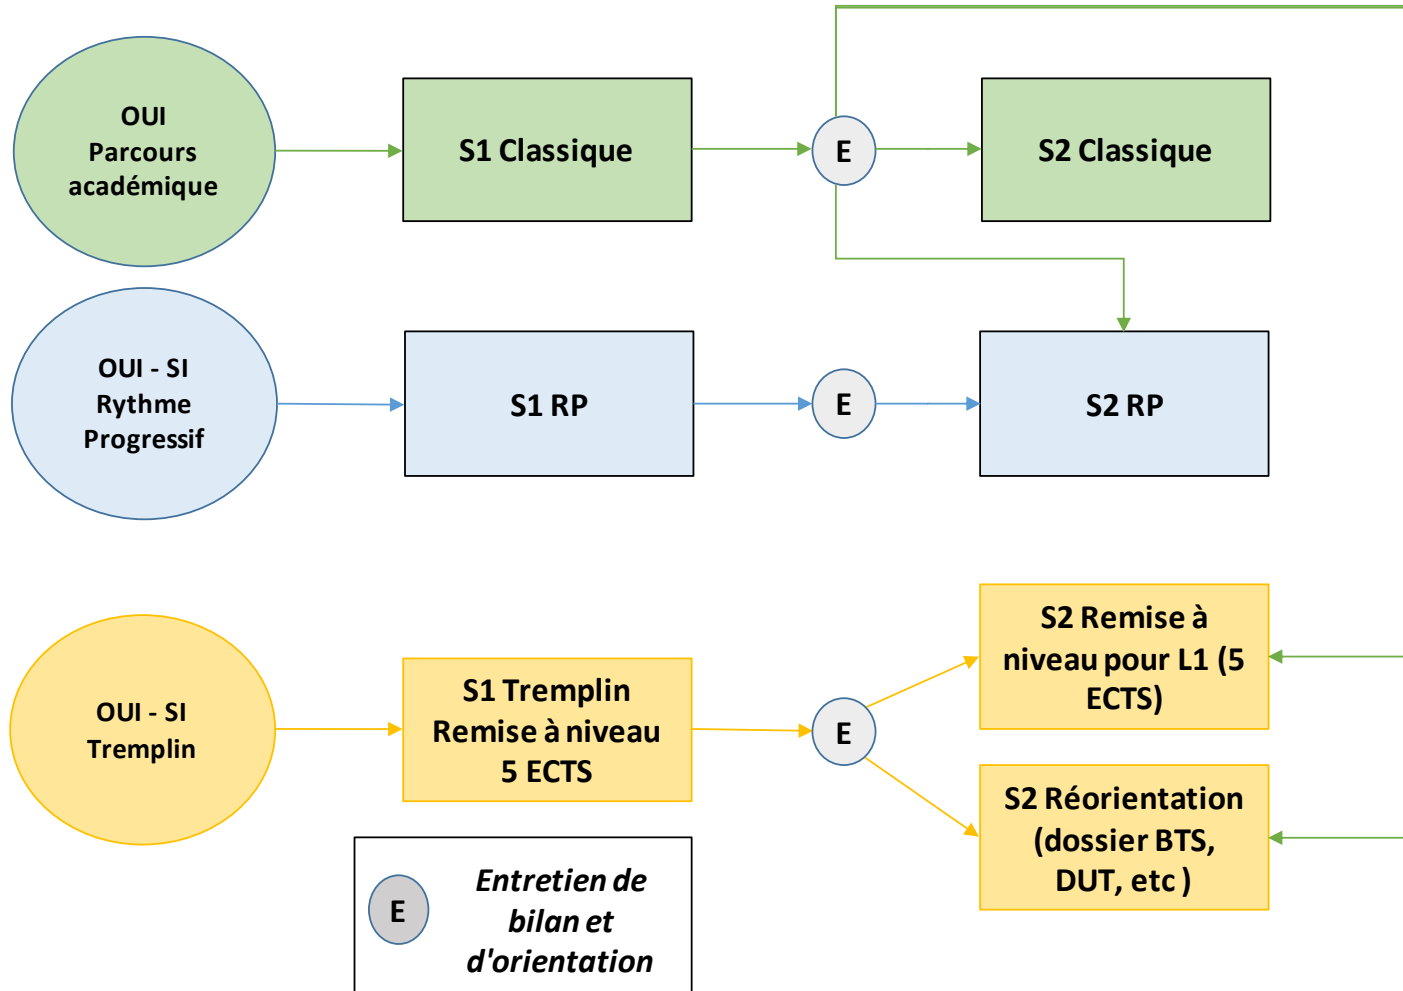 OUI
Parcours
académique
S1 Classique
E
S2 Classique
OUI - SI
Rythme
Progressif
S1 RP
E
S2 RP
OUI - SI
Tremplin
S1 Tremplin
Remise à niveau
5 ECTS
E
S2 Remise à
niveau pour L1 (5
ECTS)
S2 Réorientation
(dossier BTS,
DUT, etc )
E
Entretien de
bilan et
d'orientation